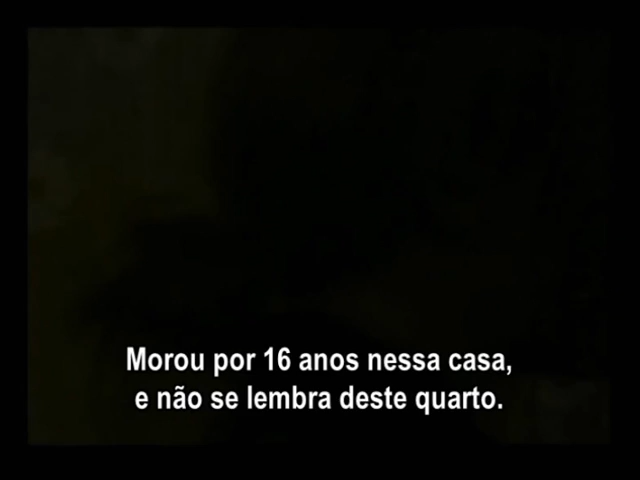 Morou por 16 anos nessa casa,
e não se lembra deste quarto.